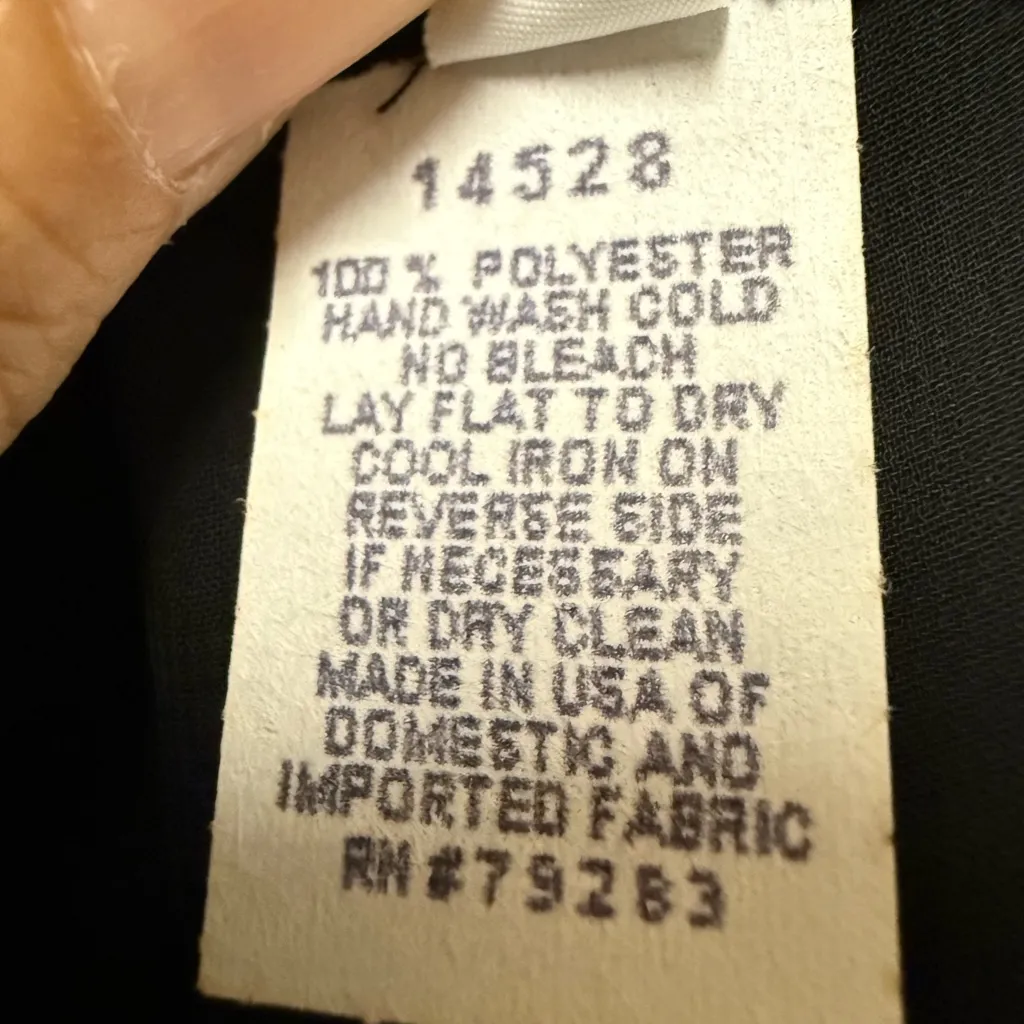 14528
100 % POLYESTER
HAND WASH COLD
NO BLEACH
LAY FLAT TO DRY
COOL IRON ON
REVERSE SIDE
IF NECESSARY
OR DRY CLEAN
MADE IN USA OF
DOMESTIC AND
IMPORTED FABRIC
RN #79263